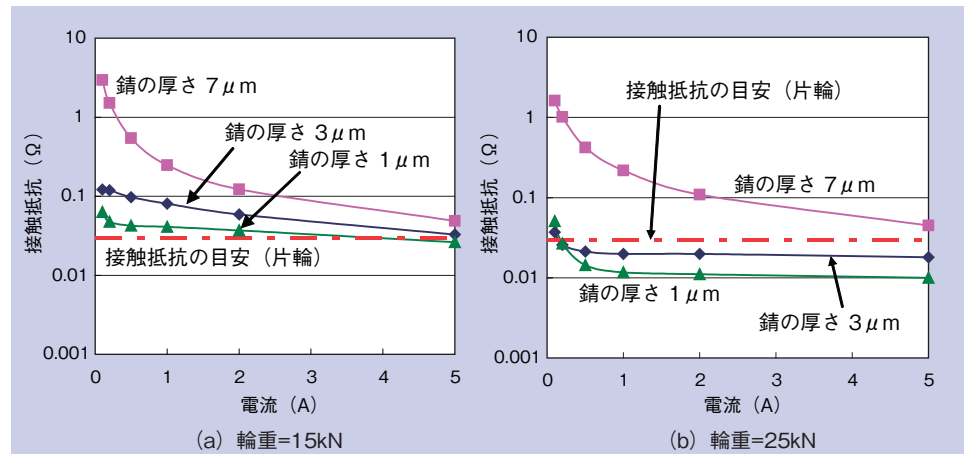 接触抵抗（Ω）
10
1
0.1
0.01
0.001
錆の厚さ 7μm
錆の厚さ 3μm
錆の厚さ 1μm
接触抵抗の目安（片輪）
0 1 2 3 4 5
電流（A）
(a) 輪重=15kN
接触抵抗（Ω）
10
1
0.1
0.01
0.001
接触抵抗の目安（片輪）
錆の厚さ 7μm
錆の厚さ 1μm
錆の厚さ 3μm
0 1 2 3 4 5
電流（A）
(b) 輪重=25kN